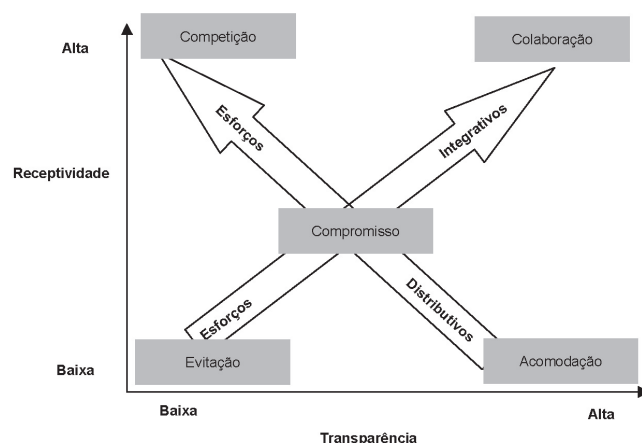 Alta
Competição
Colaboração
Esforços
Integrativos
Receptividade
Compromisso
Esforços
Distributivos
Baixa
Evitação
Acomodação
Baixa
Alta
Transparência